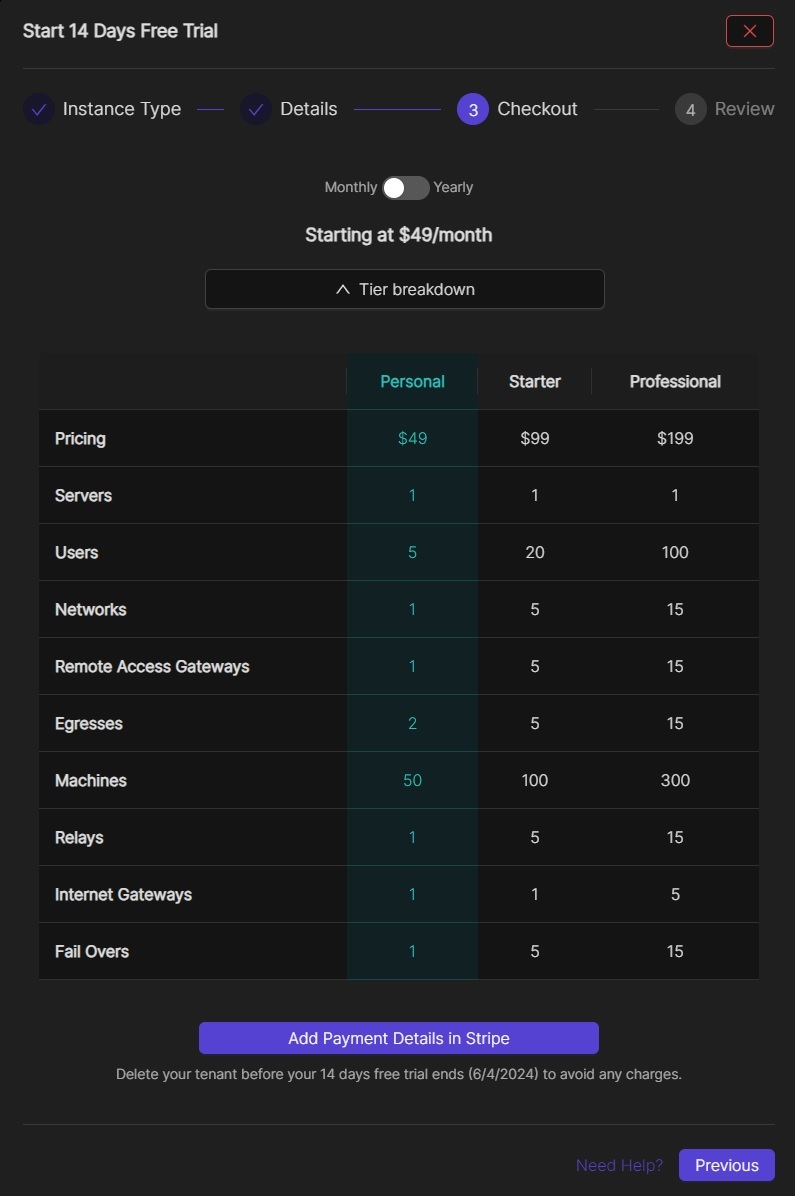 Start 14 Days Free Trial
Instance Type Details 3 Checkout 4 Review
Monthly Yearly
Starting at $49/month
Tier breakdown
Personal Starter Professional
Pricing $49 $99 $199
Servers 1 1 1
Users 5 20 100
Networks 1 5 15
Remote Access Gateways 1 5 15
Egresses 2 5 15
Machines 50 100 300
Relays 1 5 15
Internet Gateways 1 1 5
Fail Overs 1 5 15
Add Payment Details in Stripe
Delete your tenant before your 14 days free trial ends (6/4/2024) to avoid any charges.
Need Help? Previous